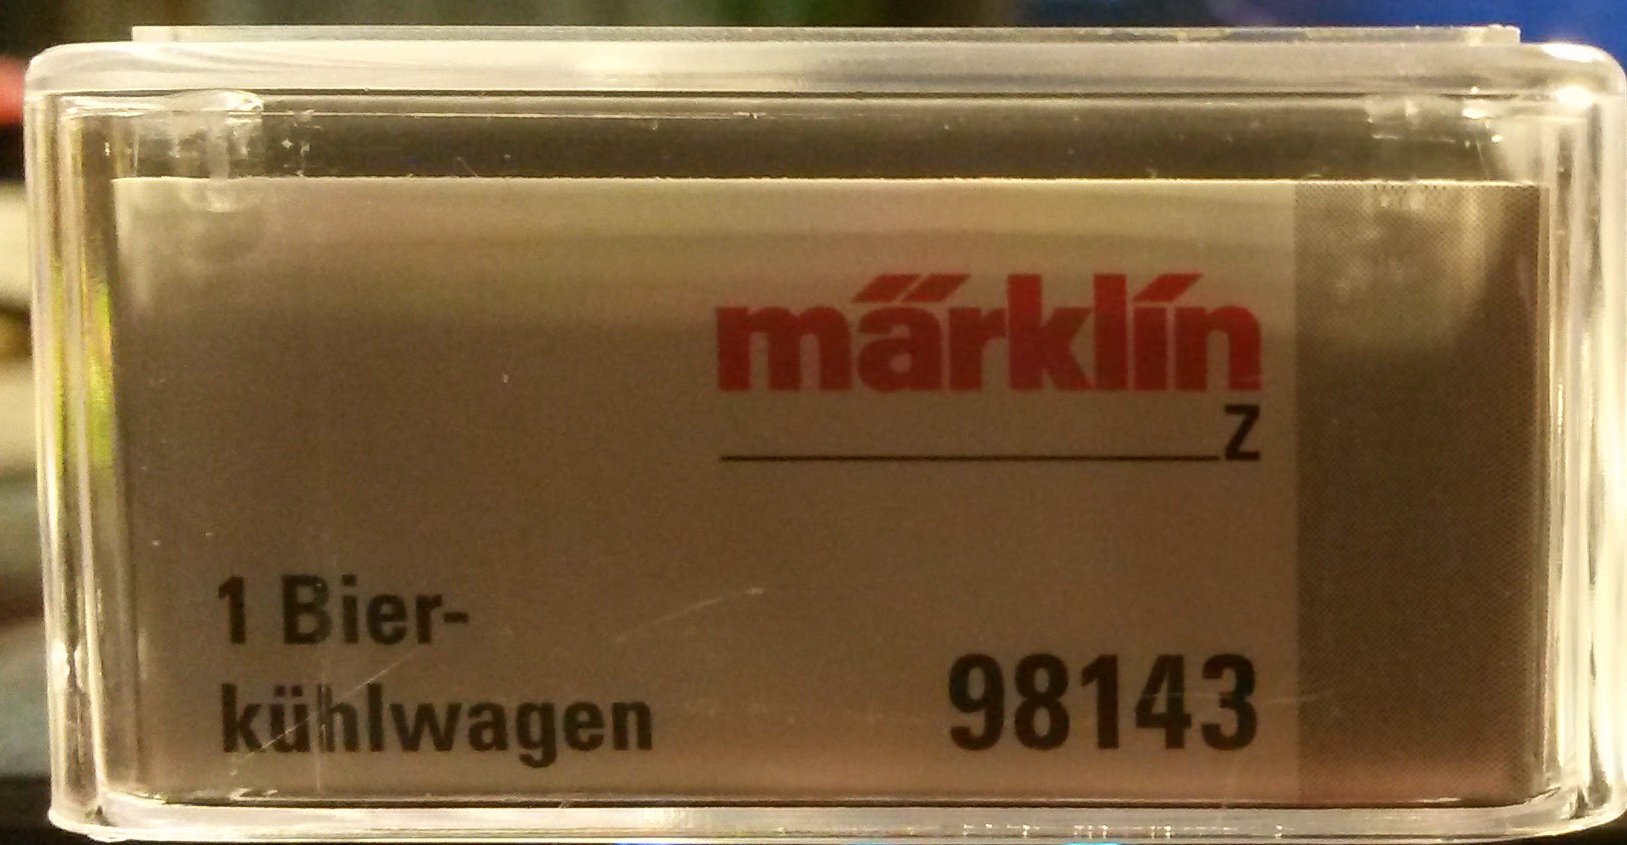 märklin
Z
1 Bier-
kühlwagen
98143